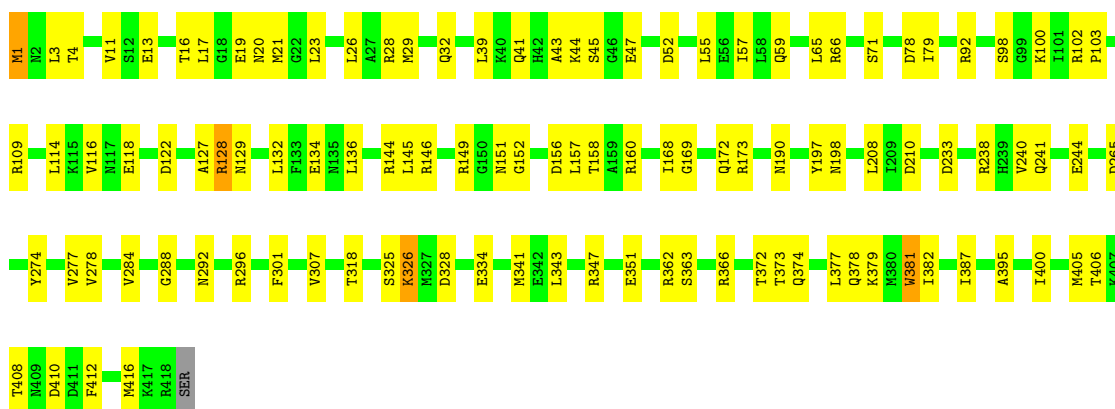 M1 N2 L3 T4 V11 S12 E13 T16 L17 G18 E19 N20 M21 G22 L23 L26 A27 R28 M29 Q32 L39 K40 Q41 H42 A43 K44 S45 G46 E47 D52 L55 E56 I57 L58 Q59 L65 R66 S71 D78 I79 R92 S98 G99 K100 I101 R102 P103
R109 L114 K115 V116 N117 E118 D122 A127 R128 N129 L132 F133 E134 N135 L136 R144 L145 R146 R149 G150 N151 G152 D156 L157 T158 A159 R160 I168 G169 Q172 R173 N190 Y197 N198 L208 I209 D210 D233 R238 H239 V240 Q241 E244
Y274 V277 V278 V284 G288 N292 R296 F301 V307 T318 S325 K326 M327 D328 E334 M341 E342 L343 R347 E351 R362 S363 R366 T372 T373 Q374 L377 Q378 K379 M380 W381 I382 I387 A395 I400 M405 T406 K407
T408 N409 D410 D411 F412 M416 K417 R418 SER